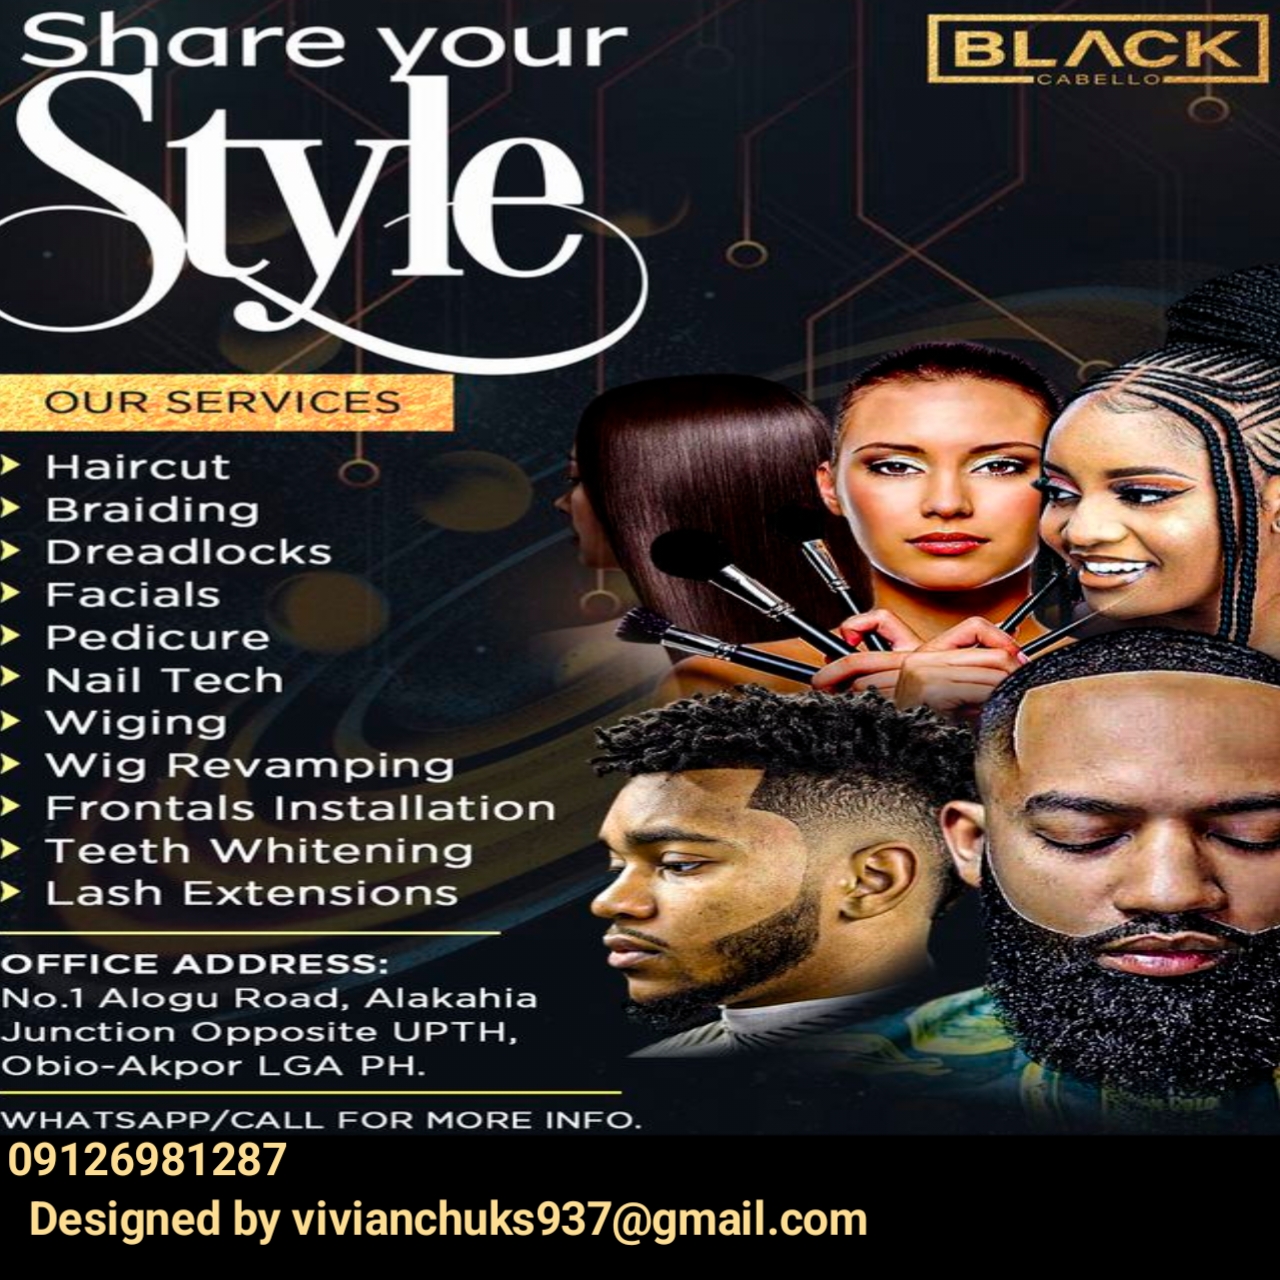 Share your
Style
BLACK
CABELLO
OUR SERVICES
Haircut
Braiding
Dreadlocks
Facials
Pedicure
Nail Tech
Wiging
Wig Revamping
Frontals Installation
Teeth Whitening
Lash Extensions
OFFICE ADDRESS:
No.1 Alogu Road, Alakahia
Junction Opposite UPTH,
Obio-Akpor LGA PH.
WHATSAPP/CALL FOR MORE INFO.
09126981287
Designed by vivianchuks937@gmail.com